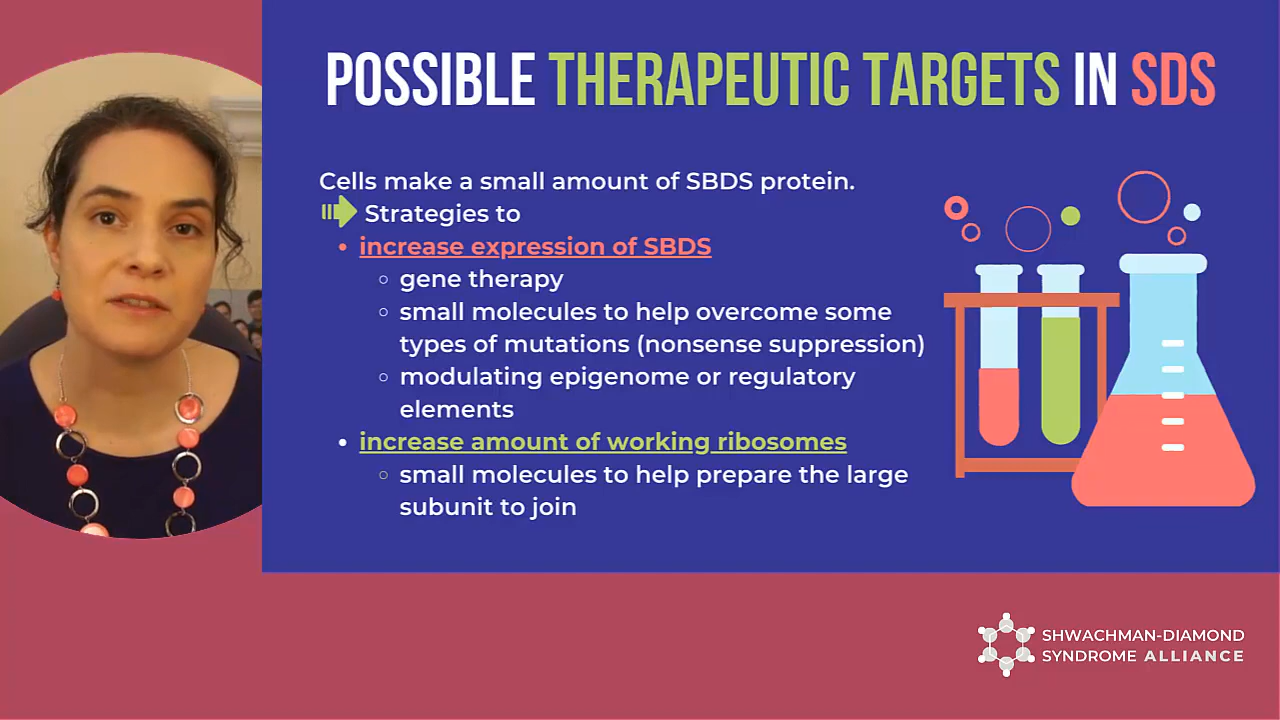 POSSIBLE THERAPEUTIC TARGETS IN SDS
Cells make a small amount of SBDS protein.
Strategies to
• increase expression of SBDS
○ gene therapy
○ small molecules to help overcome some
types of mutations (nonsense suppression)
○ modulating epigenome or regulatory
elements
• increase amount of working ribosomes
○ small molecules to help prepare the large
subunit to join
SHWACHMAN-DIAMOND
SYNDROME ALLIANCE